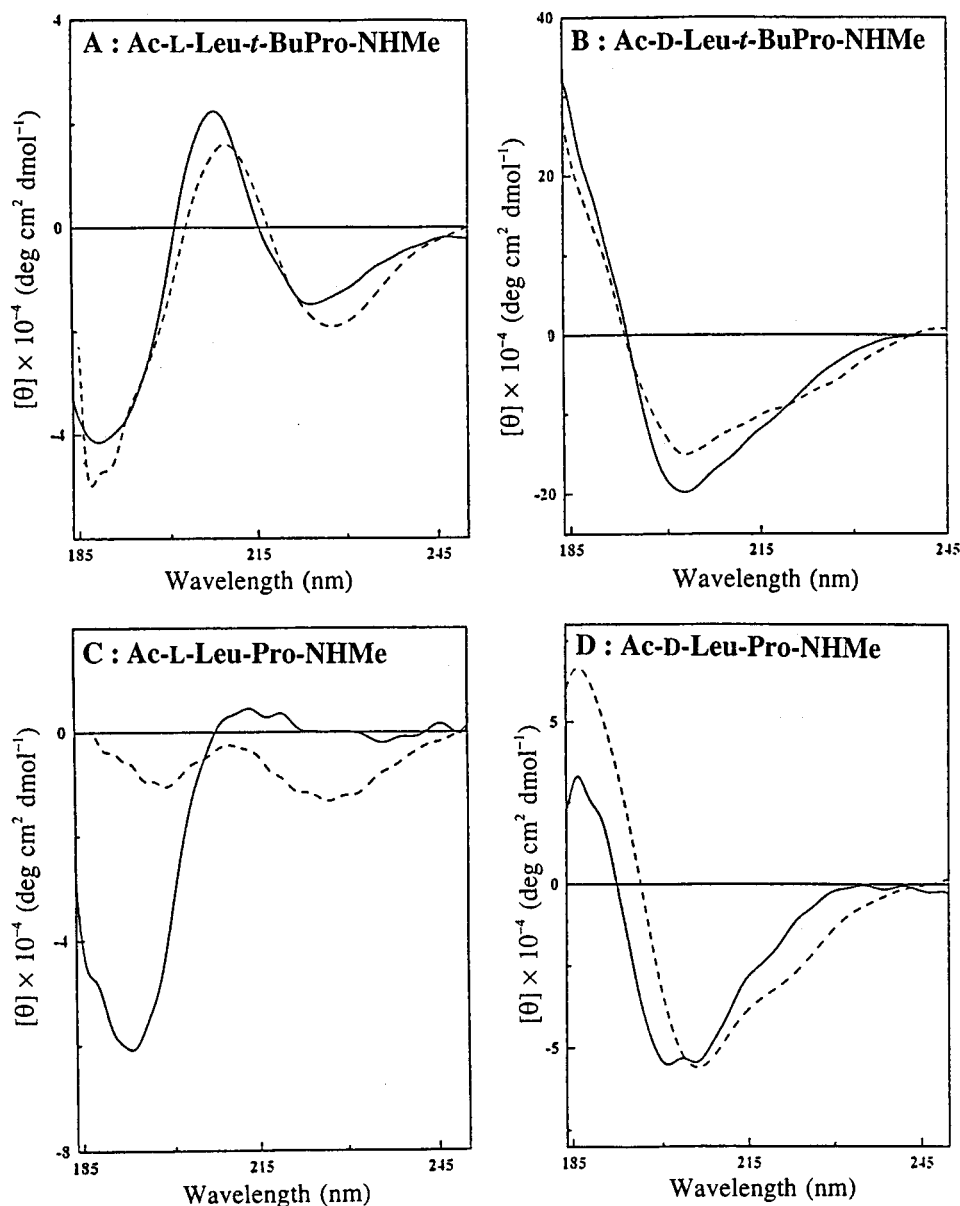 A : Ac-L-Leu-t-BuPro-NHMe
4
0
-4
[θ] × 10⁻⁴ (deg cm² dmol⁻¹)
185
215
245
Wavelength (nm)
B : Ac-D-Leu-t-BuPro-NHMe
40
20
0
-20
[θ] × 10⁻⁴ (deg cm² dmol⁻¹)
185
215
245
Wavelength (nm)
C : Ac-L-Leu-Pro-NHMe
0
-4
-8
[θ] × 10⁻⁴ (deg cm² dmol⁻¹)
185
215
245
Wavelength (nm)
D : Ac-D-Leu-Pro-NHMe
5
0
-5
[θ] × 10⁻⁴ (deg cm² dmol⁻¹)
185
215
245
Wavelength (nm)